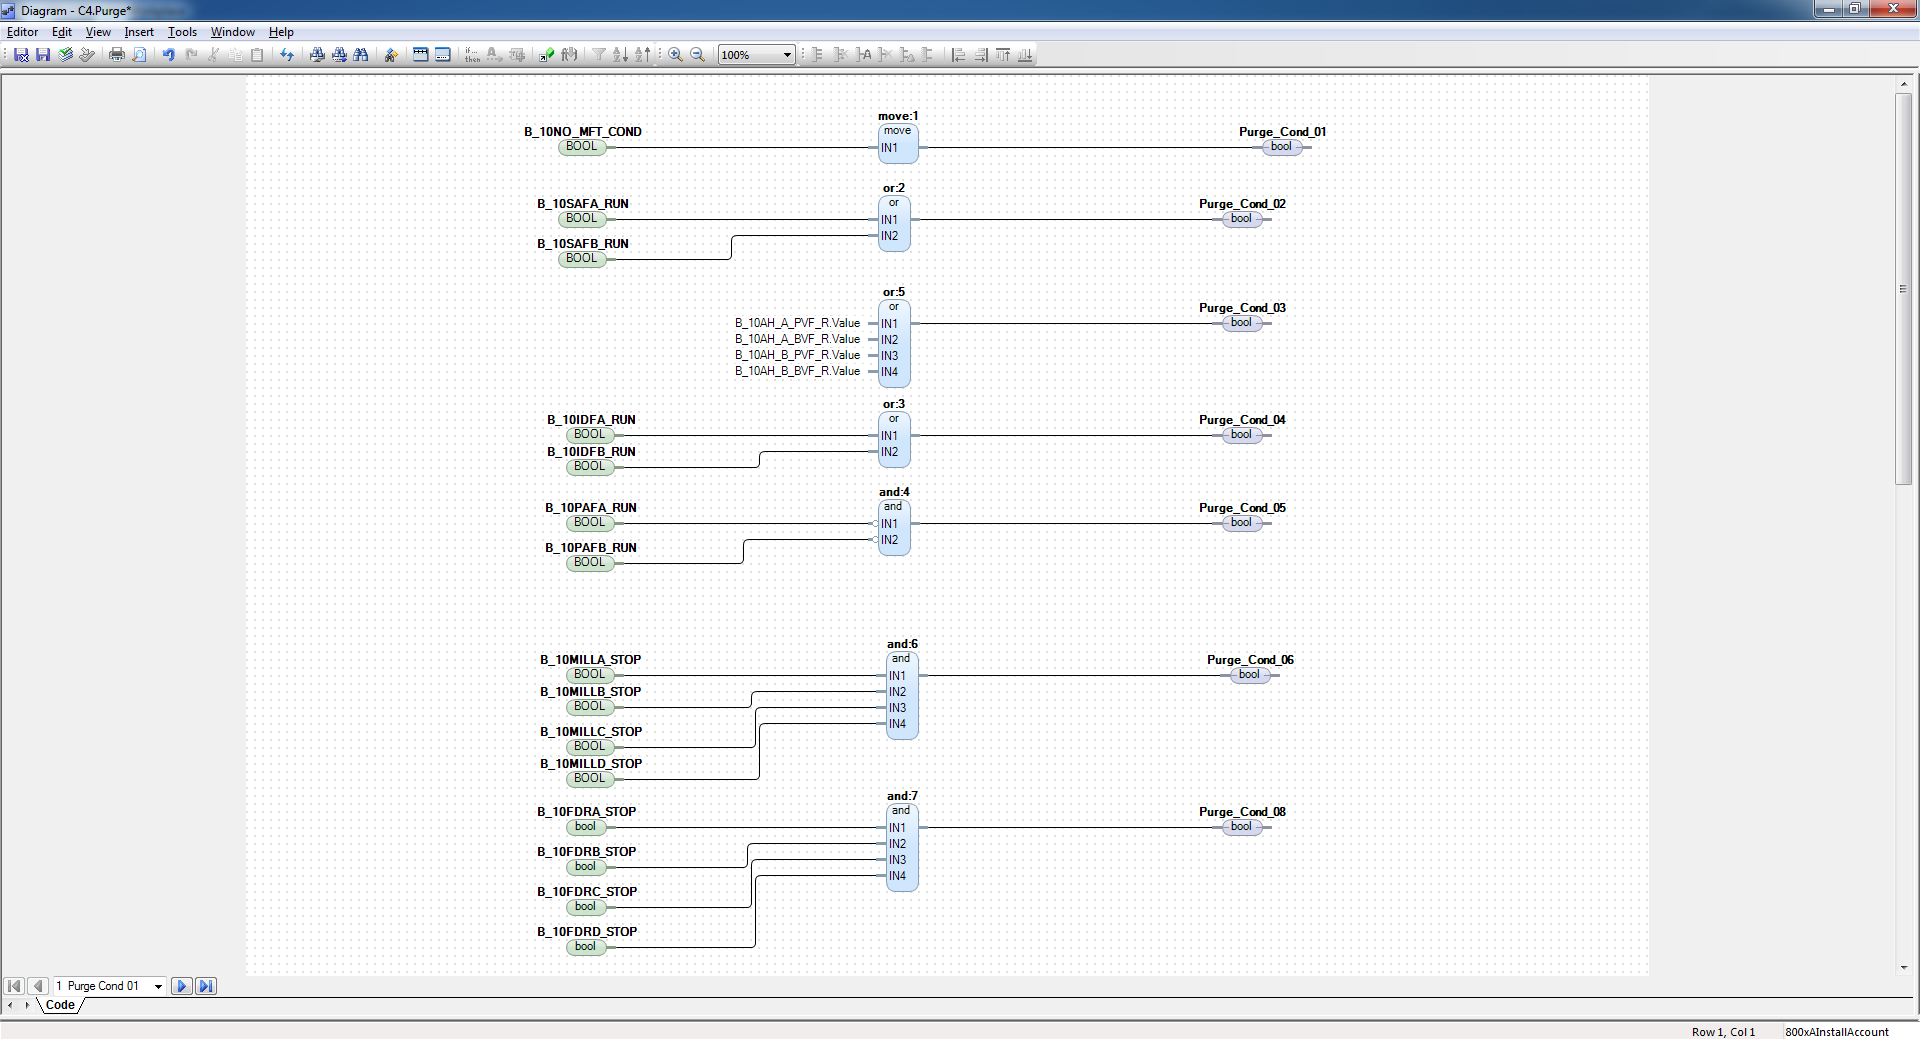 Diagram - C4.Purge*
Editor Edit View Insert Tools Window Help
if... then
100%
move:1
B_10NO_MFT_COND
move
Purge_Cond_01
BOOL
IN1
bool
or:2
B_10SAFA_RUN
or
Purge_Cond_02
BOOL
IN1
bool
B_10SAFB_RUN
IN2
BOOL
or:5
or
Purge_Cond_03
B_10AH_A_PVF_R.Value
IN1
bool
B_10AH_A_BVF_R.Value
IN2
B_10AH_B_PVF_R.Value
IN3
B_10AH_B_BVF_R.Value
IN4
or:3
B_10IDFA_RUN
or
Purge_Cond_04
BOOL
IN1
bool
B_10IDFB_RUN
IN2
BOOL
and:4
B_10PAFA_RUN
and
Purge_Cond_05
BOOL
IN1
bool
B_10PAFB_RUN
IN2
BOOL
and:6
B_10MILLA_STOP
and
Purge_Cond_06
BOOL
IN1
bool
B_10MILLB_STOP
IN2
BOOL
IN3
B_10MILLC_STOP
IN4
BOOL
B_10MILLD_STOP
BOOL
and:7
B_10FDRA_STOP
and
Purge_Cond_08
bool
IN1
bool
B_10FDRB_STOP
IN2
bool
IN3
B_10FDRC_STOP
IN4
bool
B_10FDRD_STOP
bool
1 Purge Cond 01
Code
Row 1, Col 1
800xAInstallAccount